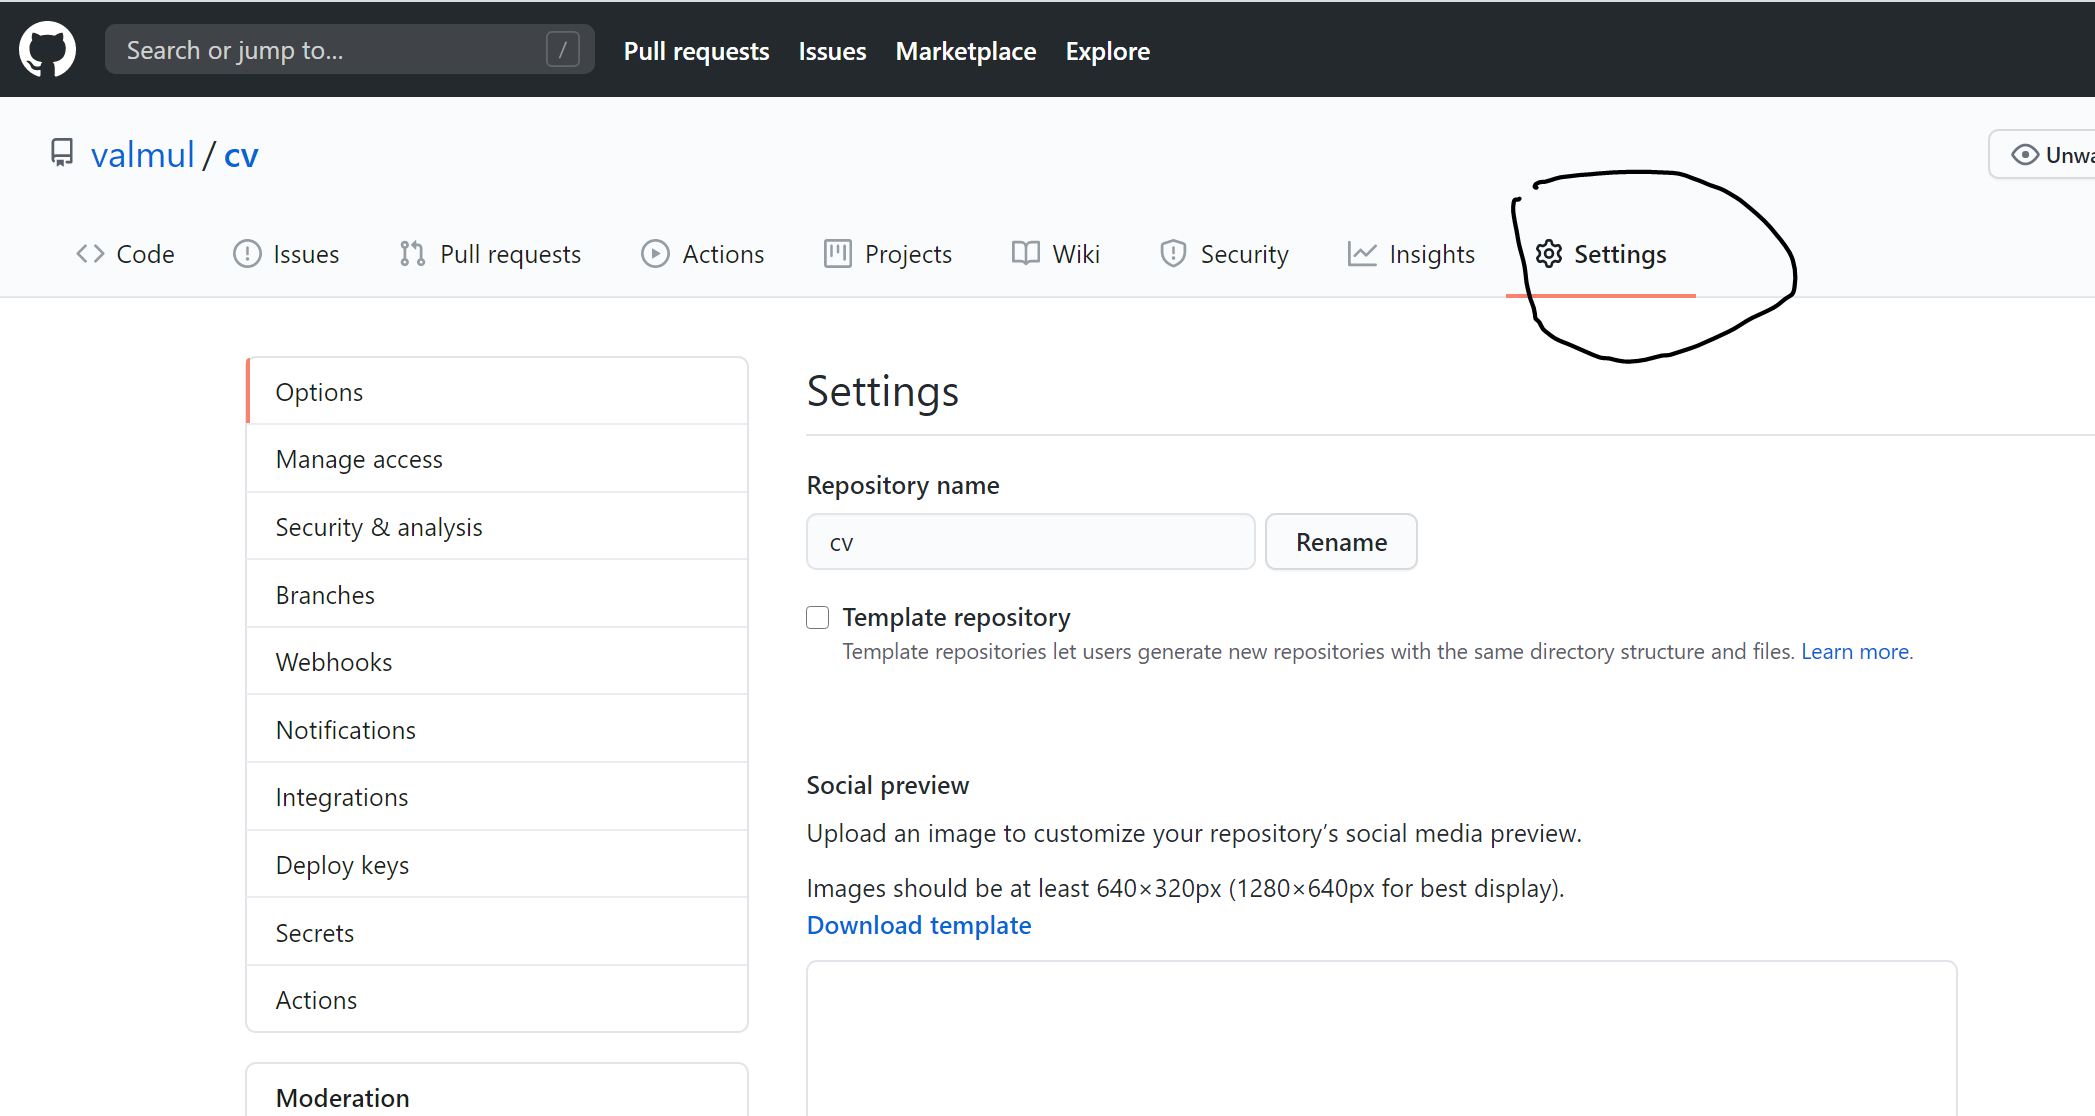 Search or jump to... /
Pull requests Issues Marketplace Explore
valmul / cv
Unwa
Code Issues Pull requests Actions Projects Wiki Security Insights Settings
Options
Manage access
Security & analysis
Branches
Webhooks
Notifications
Integrations
Deploy keys
Secrets
Actions
Moderation
Settings
Repository name
cv Rename
Template repository
Template repositories let users generate new repositories with the same directory structure and files. Learn more.
Social preview
Upload an image to customize your repository’s social media preview.
Images should be at least 640×320px (1280×640px for best display).
Download template